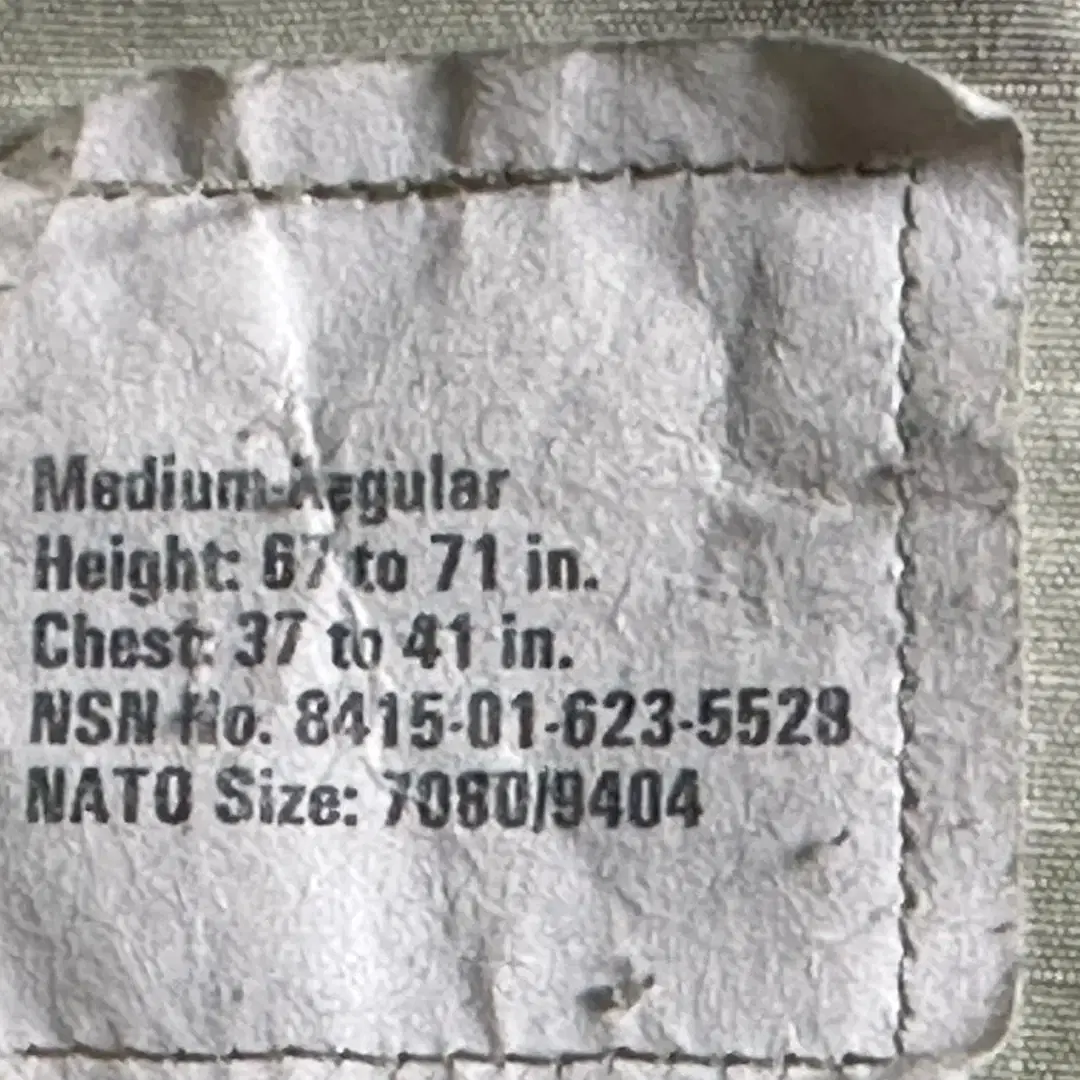 Medium-Regular
Height: 67 to 71 in.
Chest: 37 to 41 in.
NSN No. 8415-01-623-5528
NATO Size: 7080/9404